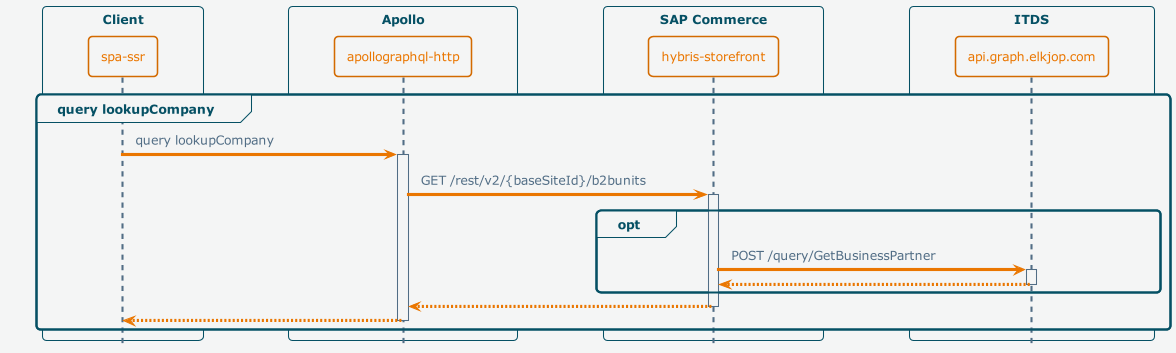 Client
Apollo
SAP Commerce
ITDS
spa-ssr
apollographql-http
hybris-storefront
api.graph.elkjop.com
query lookupCompany
query lookupCompany
GET /rest/v2/{baseSiteId}/b2bunits
opt
POST /query/GetBusinessPartner